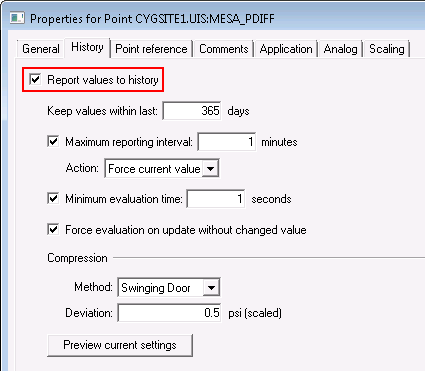 Properties for Point CYGSITE1.UIS:MESA_PDIFF
General History Point reference Comments Application Analog Scaling
Report values to history
Keep values within last: 365 days
Maximum reporting interval: 1 minutes
Action: Force current value
Minimum evaluation time: 1 seconds
Force evaluation on update without changed value
Compression
Method: Swinging Door
Deviation: 0.5 psi (scaled)
Preview current settings